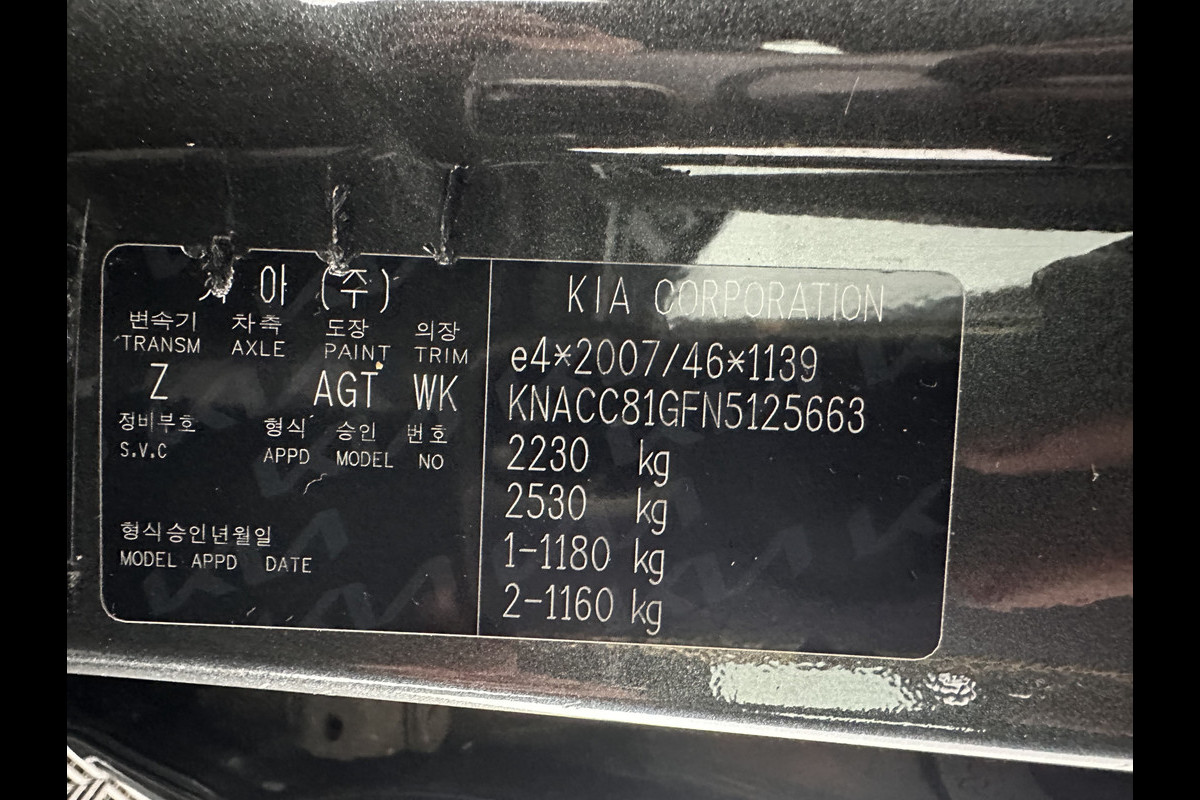 아 (주)
변속기 차축 도장 의장
TRANSM AXLE PAINT TRIM
Z AGT WK
정비부호 형식 승인 번호
S.V.C APPD MODEL NO
형식승인년월일
MODEL APPD DATE
KIA CORPORATION
e4*2007/46*1139
KNACC81GFN5125663
2230 kg
2530 kg
1-1180 kg
2-1160 kg